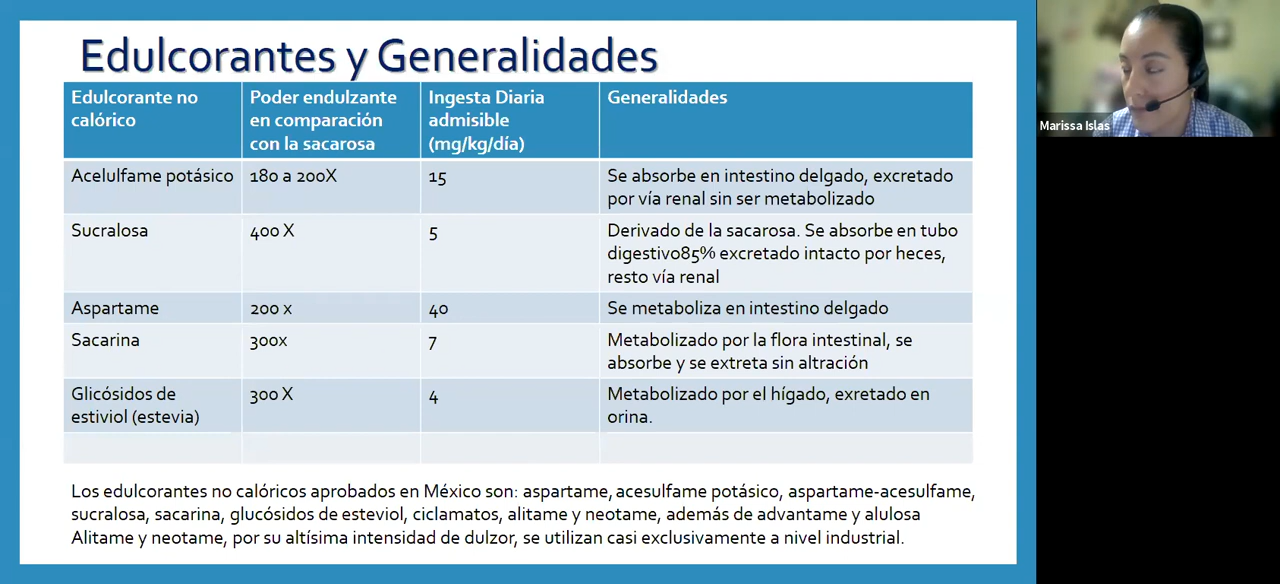 Edulcorantes y Generalidades
Edulcorante no
calórico
Poder endulzante
en comparación
con la sacarosa
Ingesta Diaria
admisible
(mg/kg/día)
Generalidades
Acelulfame potásico
180 a 200X
15
Se absorbe en intestino delgado, excretado
por vía renal sin ser metabolizado
Sucralosa
400 X
5
Derivado de la sacarosa. Se absorbe en tubo
digestivo85% excretado intacto por heces,
resto vía renal
Aspartame
200 x
40
Se metaboliza en intestino delgado
Sacarina
300x
7
Metabolizado por la flora intestinal, se
absorbe y se extreta sin altración
Glicósidos de
estiviol (estevia)
300 X
4
Metabolizado por el hígado, exretado en
orina.
Los edulcorantes no calóricos aprobados en México son: aspartame, acesulfame potásico, aspartame-acesulfame,
sucralosa, sacarina, glucósidos de esteviol, ciclamatos, alitame y neotame, además de advantame y alulosa
Alitame y neotame, por su altísima intensidad de dulzor, se utilizan casi exclusivamente a nivel industrial.
Marissa Islas